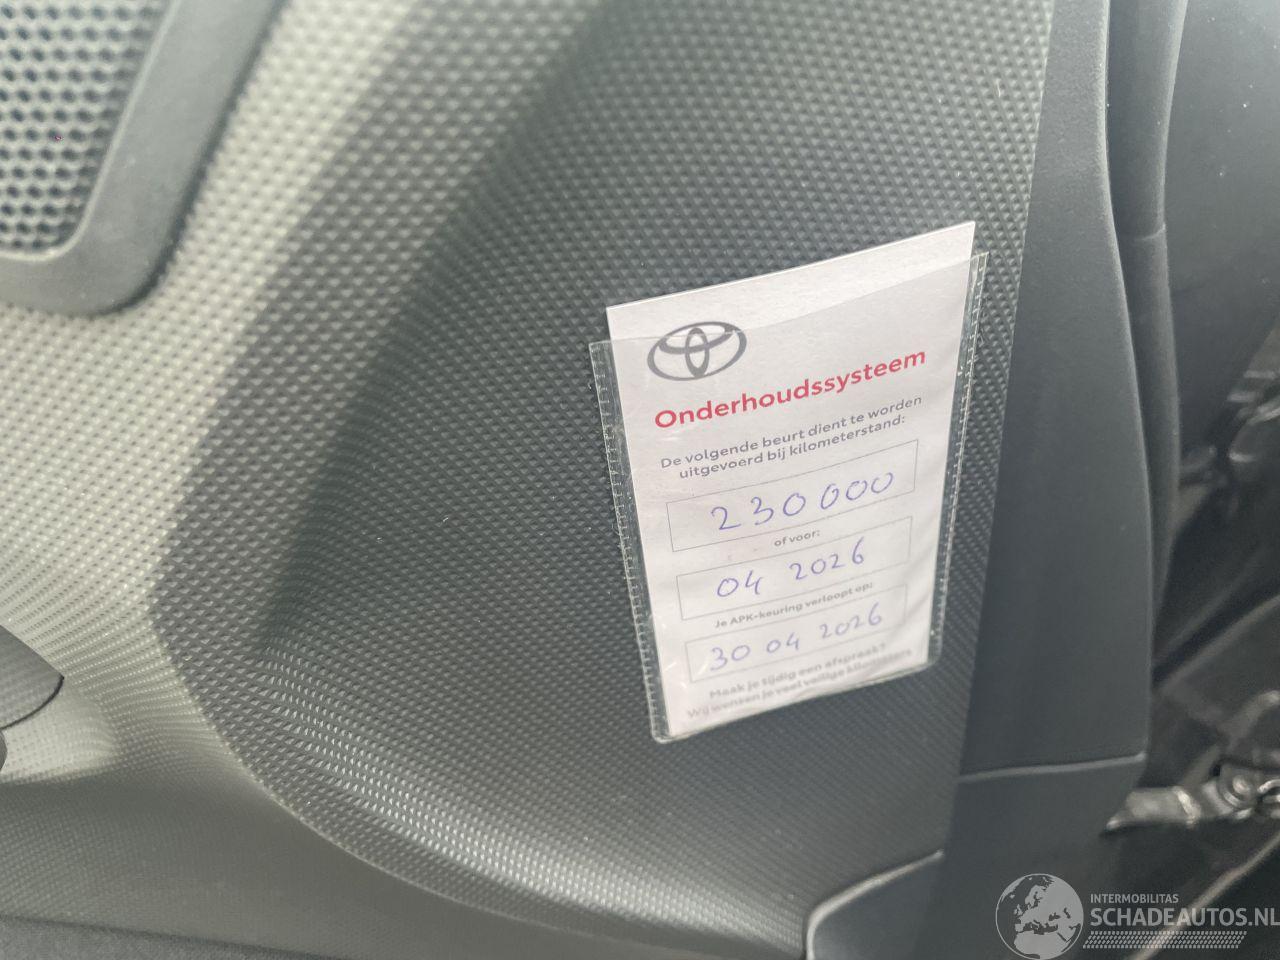 Onderhoudssysteem
De volgende beurt dient te worden
uitgevoerd bij kilometerstand:
230000
of voor:
04 2026
Je APK-keuring verloopt op:
30 04 2026
Maak je tijdig een afspraak?
Wij wensen je veel veilige kilometers
INTERMOBILITAS
SCHADEAUTOS.NL